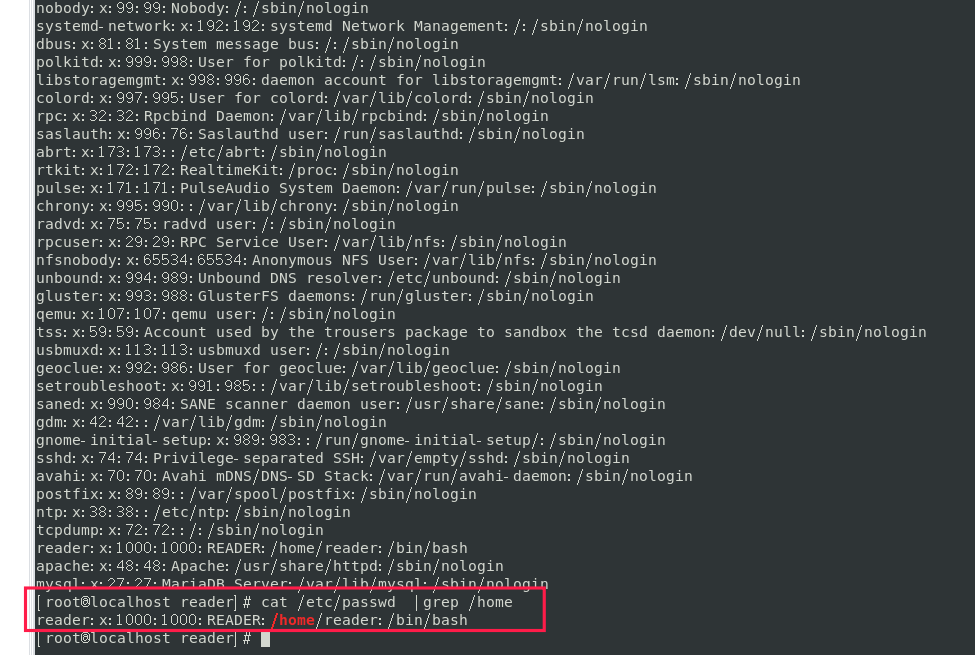 nobody:x:99:99:Nobody:/:/sbin/nologin
systemd-network:x:192:192:systemd Network Management:/:/sbin/nologin
dbus:x:81:81:System message bus:/:/sbin/nologin
polkitd:x:999:998:User for polkitd:/:/sbin/nologin
libstoragemgmt:x:998:996:daemon account for libstoragemgmt:/var/run/lsm:/sbin/nologin
colord:x:997:995:User for colord:/var/lib/colord:/sbin/nologin
rpc:x:32:32:Rpcbind Daemon:/var/lib/rpcbind:/sbin/nologin
saslauth:x:996:76:Saslauthd user:/run/saslauthd:/sbin/nologin
abrt:x:173:173::/etc/abrt:/sbin/nologin
rtkit:x:172:172:RealtimeKit:/proc:/sbin/nologin
pulse:x:171:171:PulseAudio System Daemon:/var/run/pulse:/sbin/nologin
chrony:x:995:990::/var/lib/chrony:/sbin/nologin
radvd:x:75:75:radvd user:/:/sbin/nologin
rpcuser:x:29:29:RPC Service User:/var/lib/nfs:/sbin/nologin
nfsnobody:x:65534:65534:Anonymous NFS User:/var/lib/nfs:/sbin/nologin
unbound:x:994:989:Unbound DNS resolver:/etc/unbound:/sbin/nologin
gluster:x:993:988:GlusterFS daemons:/run/gluster:/sbin/nologin
qemu:x:107:107:qemu user:/:/sbin/nologin
tss:x:59:59:Account used by the trousers package to sandbox the tcsd daemon:/dev/null:/sbin/nologin
usbmuxd:x:113:113:usbmuxd user:/:/sbin/nologin
geoclue:x:992:986:User for geoclue:/var/lib/geoclue:/sbin/nologin
setroubleshoot:x:991:985::/var/lib/setroubleshoot:/sbin/nologin
saned:x:990:984:SANE scanner daemon user:/usr/share/sane:/sbin/nologin
gdm:x:42:42::/var/lib/gdm:/sbin/nologin
gnome-initial-setup:x:989:983::/run/gnome-initial-setup/:/sbin/nologin
sshd:x:74:74:Privilege-separated SSH:/var/empty/sshd:/sbin/nologin
avahi:x:70:70:Avahi mDNS/DNS-SD Stack:/var/run/avahi-daemon:/sbin/nologin
postfix:x:89:89::/var/spool/postfix:/sbin/nologin
ntp:x:38:38::/etc/ntp:/sbin/nologin
tcpdump:x:72:72::/:/sbin/nologin
reader:x:1000:1000:READER:/home/reader:/bin/bash
apache:x:48:48:Apache:/usr/share/httpd:/sbin/nologin
mysql:x:27:27:MariaDB Server:/var/lib/mysql:/sbin/nologin
[root@localhost reader]# cat /etc/passwd  |grep /home
reader:x:1000:1000:READER:/home/reader:/bin/bash
[root@localhost reader]#